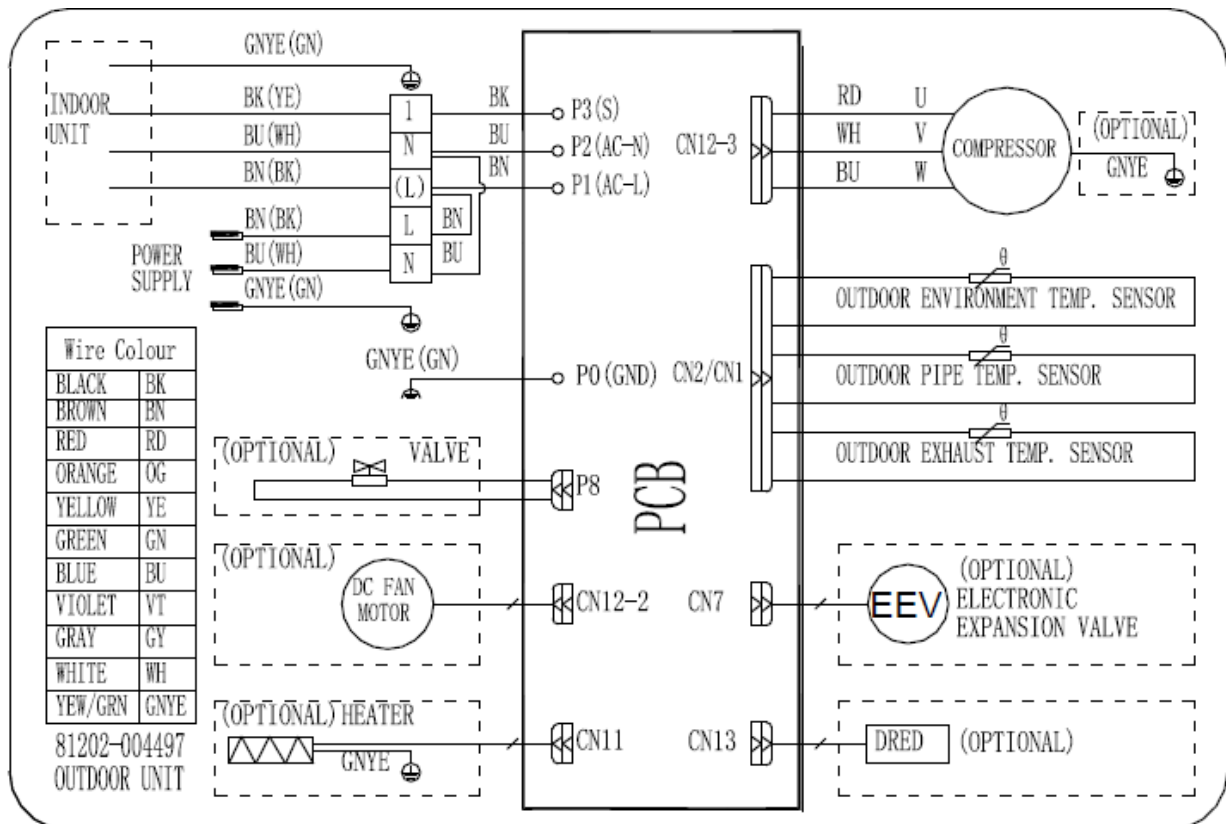 GNYE(GN)
INDOOR
UNIT
BK(YE)
BU(WH)
BN(BK)
1
N
(L)
L
N
BK
BU
BN
BN
BU
BN(BK)
BU(WH)
GNYE(GN)
POWER
SUPPLY
P3(S)
P2(AC-N)
P1(AC-L)
CN12-3
RD U
WH V
BU W
COMPRESSOR
(OPTIONAL)
GNYE
θ
OUTDOOR ENVIRONMENT TEMP. SENSOR
θ
OUTDOOR PIPE TEMP. SENSOR
θ
OUTDOOR EXHAUST TEMP. SENSOR
GNYE(GN)
P0(GND)
CN2/CN1
Wire Colour
BLACK BK
BROWN BN
RED RD
ORANGE OG
YELLOW YE
GREEN GN
BLUE BU
VIOLET VT
GRAY GY
WHITE WH
YEW/GRN GNYE
81202-004497
OUTDOOR UNIT
(OPTIONAL) VALVE
P8
PCB
(OPTIONAL)
DC FAN
MOTOR
CN12-2
CN7
EEV
(OPTIONAL)
ELECTRONIC
EXPANSION VALVE
(OPTIONAL) HEATER
GNYE
CN11
CN13
DRED
(OPTIONAL)